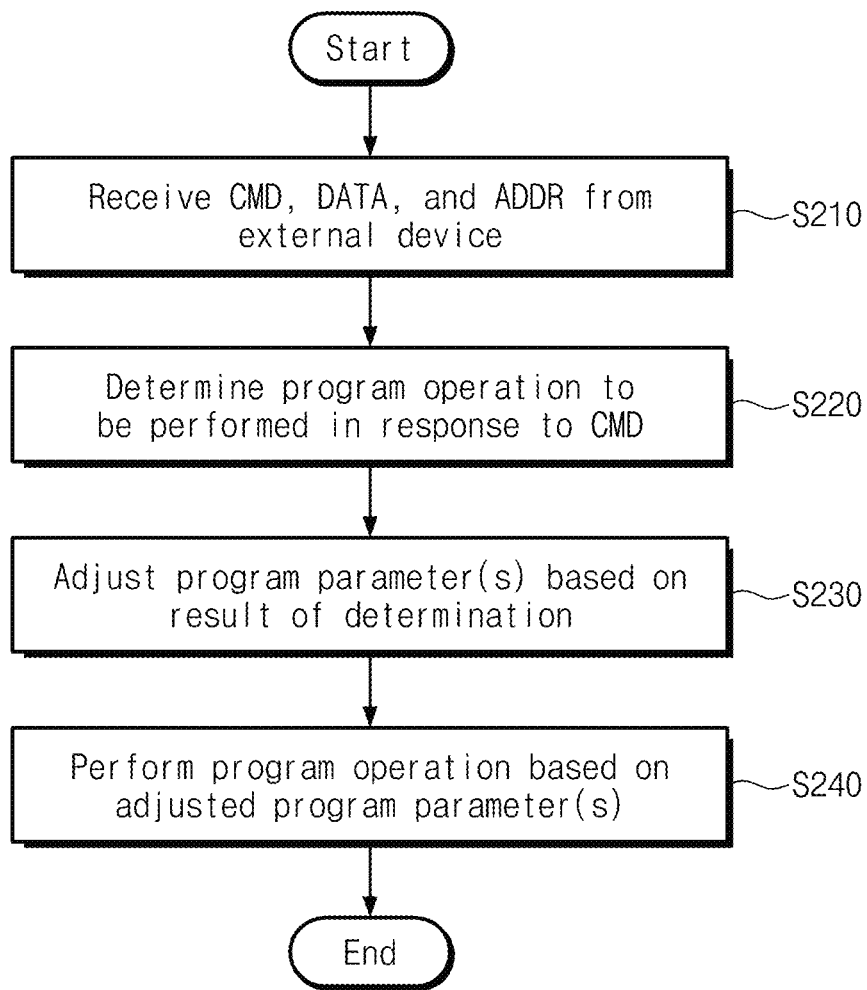 Start
Receive CMD, DATA, and ADDR from
external device
S210
Determine program operation to
be performed in response to CMD
S220
Adjust program parameter(s) based on
result of determination
S230
Perform program operation based on
adjusted program parameter(s)
S240
End